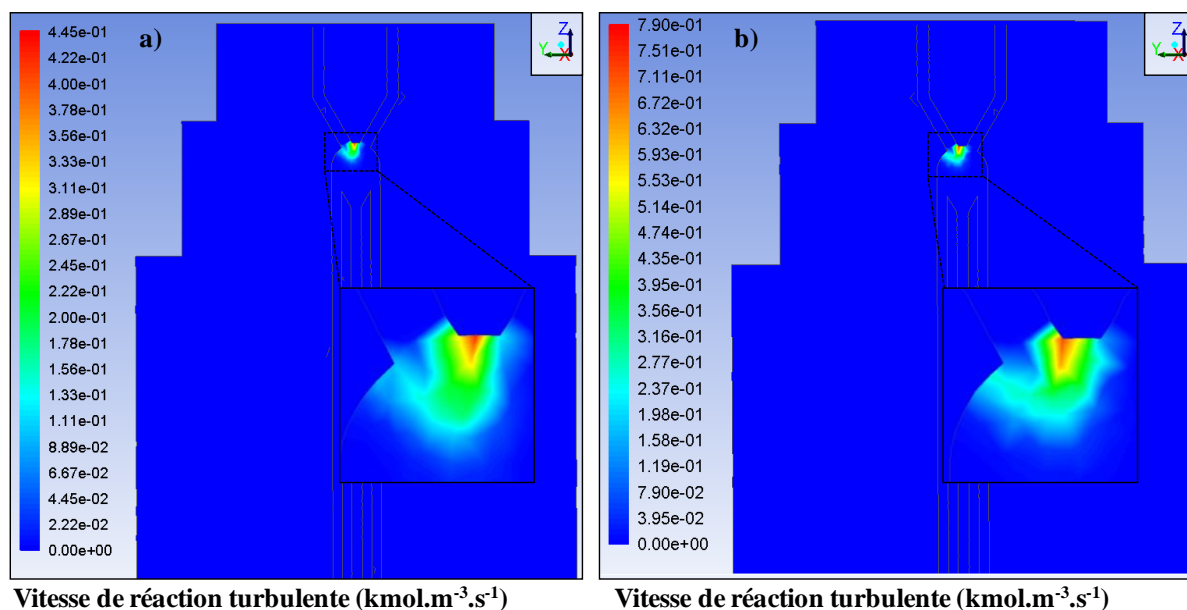 a)
4.45e-01
4.22e-01
4.00e-01
3.78e-01
3.56e-01
3.33e-01
3.11e-01
2.89e-01
2.67e-01
2.45e-01
2.22e-01
2.00e-01
1.78e-01
1.56e-01
1.33e-01
1.11e-01
8.89e-02
6.67e-02
4.45e-02
2.22e-02
0.00e+00
Z
Y
X
Vitesse de réaction turbulente (kmol.m⁻³.s⁻¹)
b)
7.90e-01
7.51e-01
7.11e-01
6.72e-01
6.32e-01
5.93e-01
5.53e-01
5.14e-01
4.74e-01
4.35e-01
3.95e-01
3.56e-01
3.16e-01
2.77e-01
2.37e-01
1.98e-01
1.58e-01
1.19e-01
7.90e-02
3.95e-02
0.00e+00
Z
Y
X
Vitesse de réaction turbulente (kmol.m⁻³.s⁻¹)